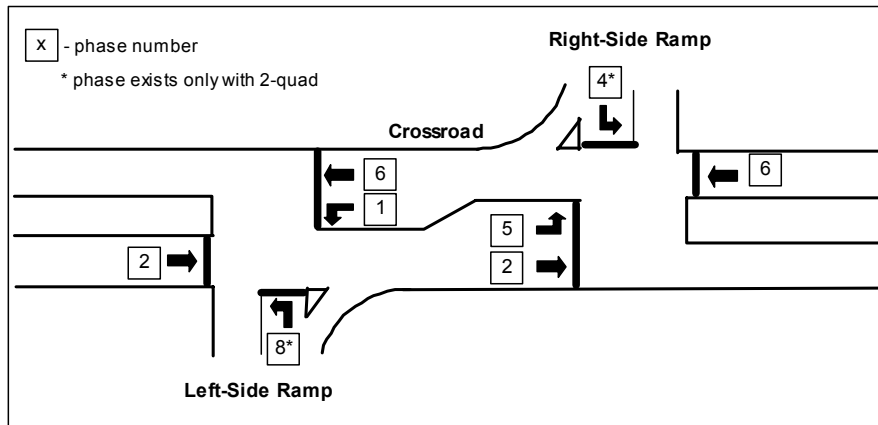 x - phase number
* phase exists only with 2-quad
Right-Side Ramp
4*
Crossroad
6
6
1
5
2
2
8*
Left-Side Ramp